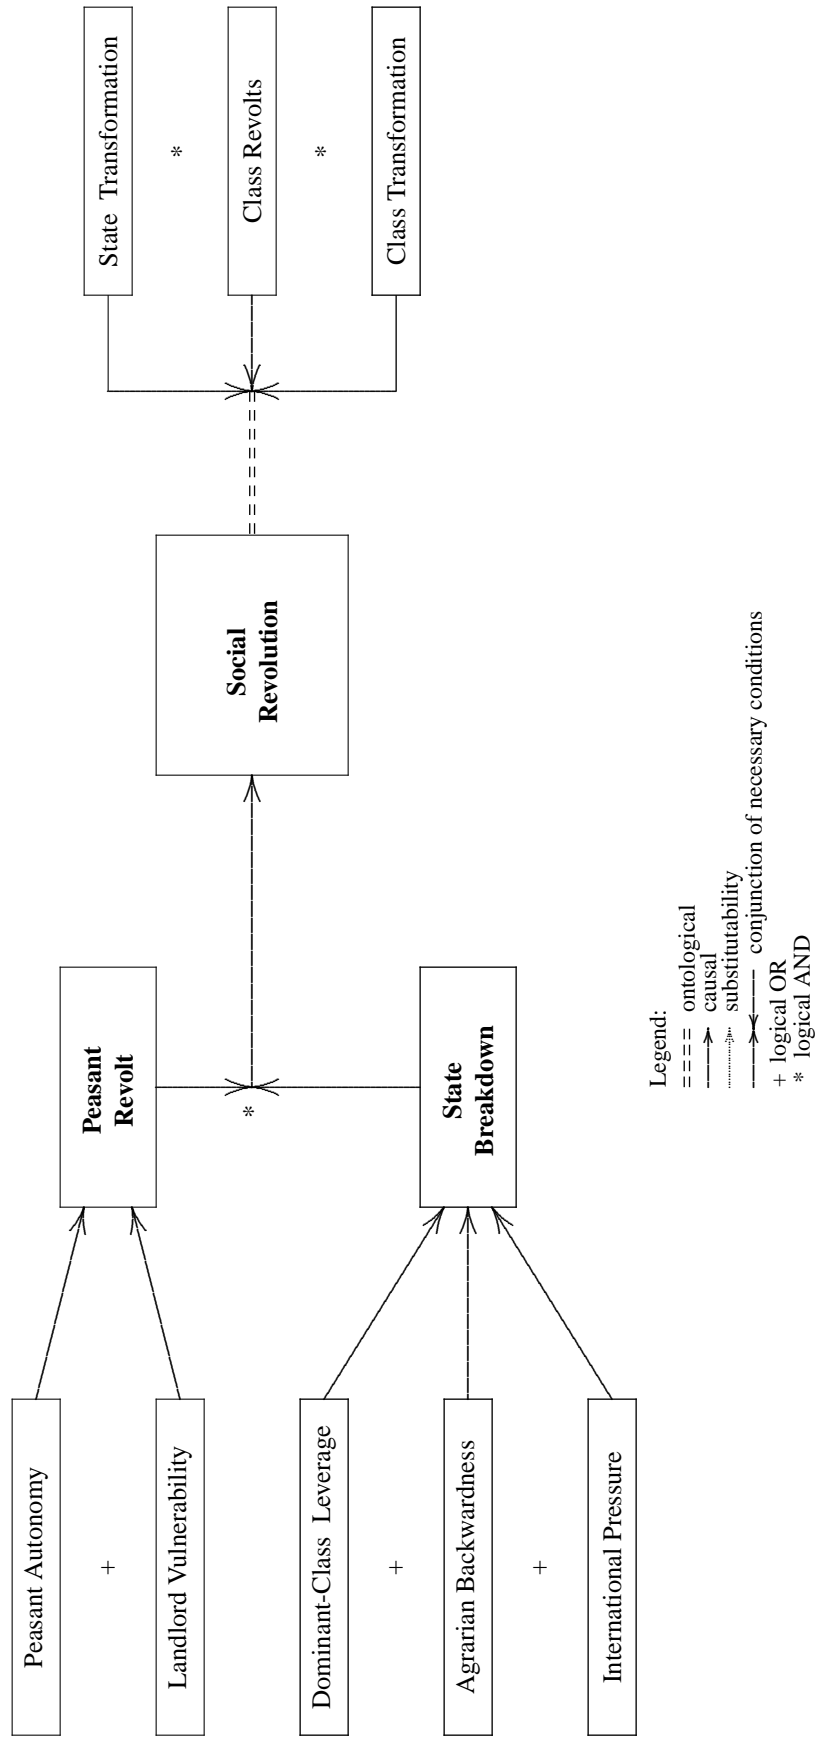 Peasant Autonomy
+
Landlord Vulnerability
Dominant-Class Leverage
+
Agrarian Backwardness
+
International Pressure
Peasant
Revolt
*
State
Breakdown
Social
Revolution
State Transformation
*
Class Revolts
*
Class Transformation
Legend:
==== ontological
causal
substitutability
conjunction of necessary conditions
+ logical OR
* logical AND